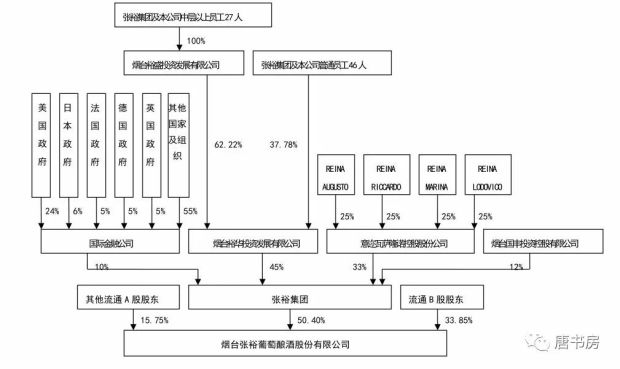 张裕集团及本公司中层以上员工27人
100%
烟台裕盛投资发展有限公司
张裕集团及本公司普通员工46人
美国政府
日本政府
法国政府
德国政府
英国政府
其他国家及组织
62.22%
37.78%
REINA AUGUSTO
REINA RICCARDO
REINA MARINA
REINA LODOVICO
24%
6%
5%
5%
5%
55%
25%
25%
25%
25%
国际金融公司
烟台裕华投资发展有限公司
意迩瓦萨隆诺控股股份公司
烟台国丰投资控股有限公司
10%
45%
33%
12%
其他流通A股股东
张裕集团
流通B股股东
15.75%
50.40%
33.85%
烟台张裕葡萄酿酒股份有限公司
唐书房